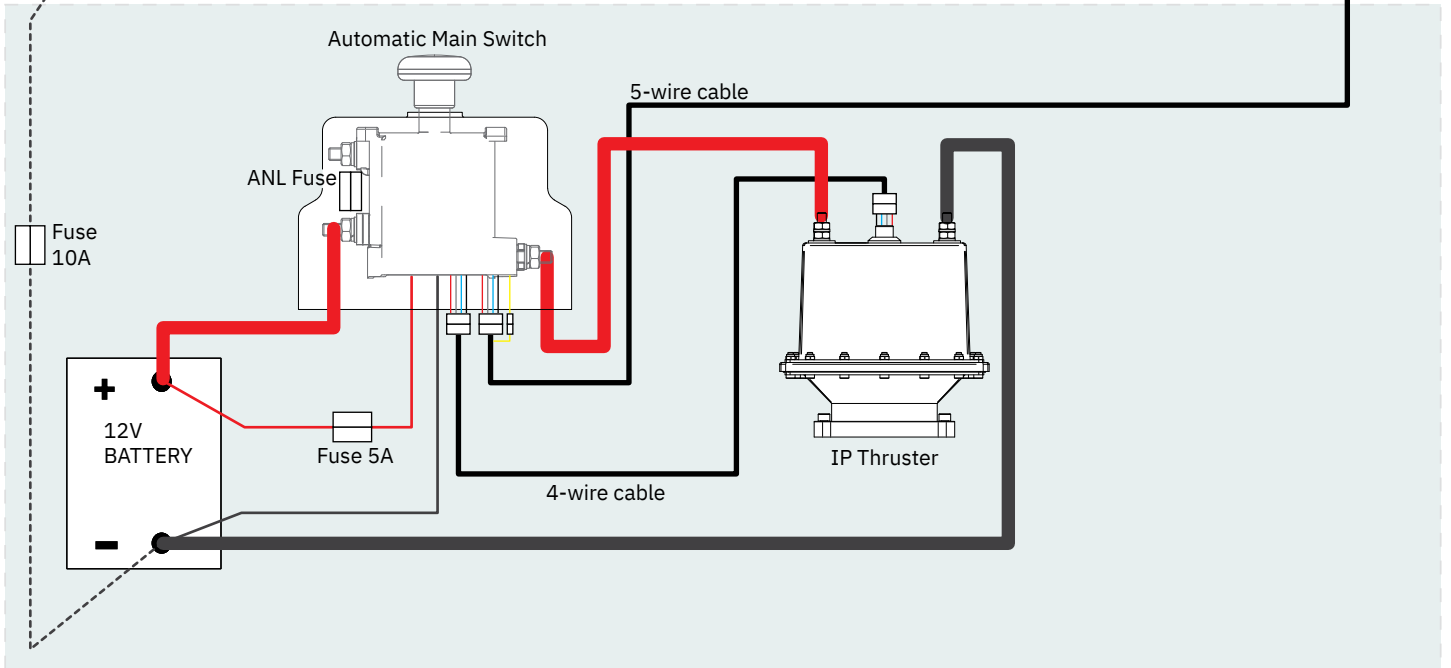 Automatic Main Switch
5-wire cable
ANL Fuse
Fuse
10A
+
12V
BATTERY
-
Fuse 5A
IP Thruster
4-wire cable